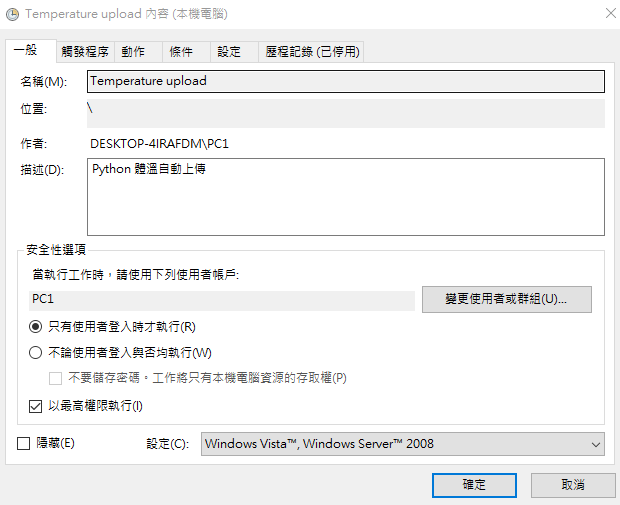 Temperature upload 內容 (本機電腦)
一般 觸發程序 動作 條件 設定 歷程記錄 (已停用)
名稱(M): Temperature upload
位置: \
作者: DESKTOP-4IRAFDM\PC1
描述(D): Python 體溫自動上傳
安全性選項
當執行工作時，請使用下列使用者帳戶:
PC1 變更使用者或群組(U)...
只有使用者登入時才執行(R)
不論使用者登入與否均執行(W)
不要儲存密碼。工作將只有本機電腦資源的存取權(P)
以最高權限執行(I)
隱藏(E) 設定(C): Windows Vista™, Windows Server™ 2008
確定 取消